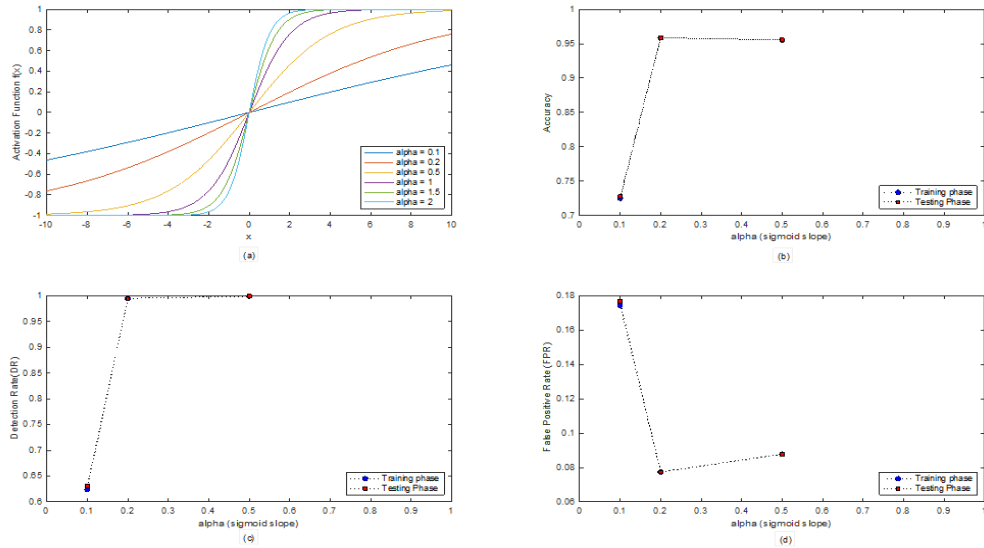 1
0.8
0.6
0.4
0.2
0
-0.2
-0.4
-0.6
-0.8
-1
Activation Function f(x)
alpha = 0.1
alpha = 0.2
alpha = 0.5
alpha = 1
alpha = 1.5
alpha = 2
-10 -8 -6 -4 -2 0 2 4 6 8 10
x
(a)
1
0.95
0.9
0.85
0.8
0.75
0.7
Accuracy
Training phase
Testing Phase
0 0.1 0.2 0.3 0.4 0.5 0.6 0.7 0.8 0.9 1
alpha (sigmoid slope)
(b)
1
0.95
0.9
0.85
0.8
0.75
0.7
0.65
0.6
Detection Rate(DR)
Training phase
Testing Phase
0 0.1 0.2 0.3 0.4 0.5 0.6 0.7 0.8 0.9 1
alpha (sigmoid slope)
(c)
0.18
0.16
0.14
0.12
0.1
0.08
0.06
False Positive Rate (FPR)
Training phase
Testing Phase
0 0.1 0.2 0.3 0.4 0.5 0.6 0.7 0.8 0.9 1
alpha (sigmoid slope)
(d)